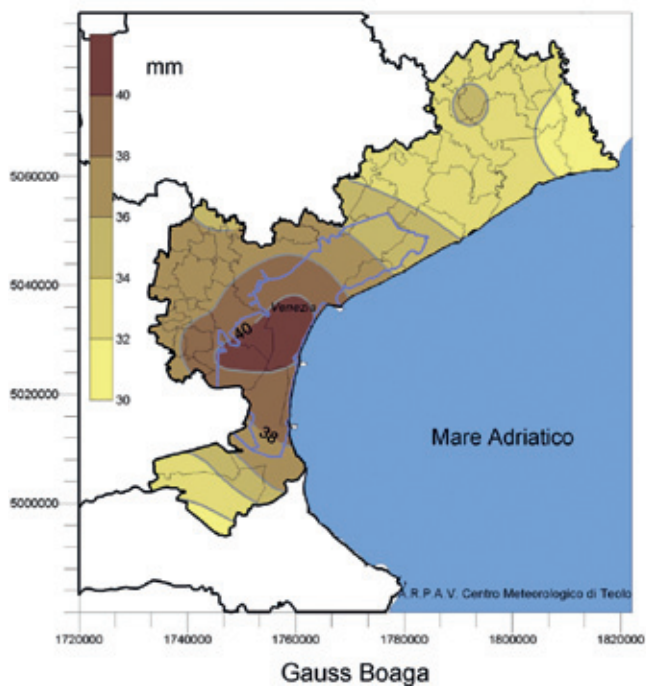 mm
40
38
36
34
32
30
5060000
5040000
5020000
5000000
Venezia
40
38
Mare Adriatico
A.R.P.A.V. Centro Meteorologico di Teolo
1720000 1740000 1760000 1780000 1800000 1820000
Gauss Boaga